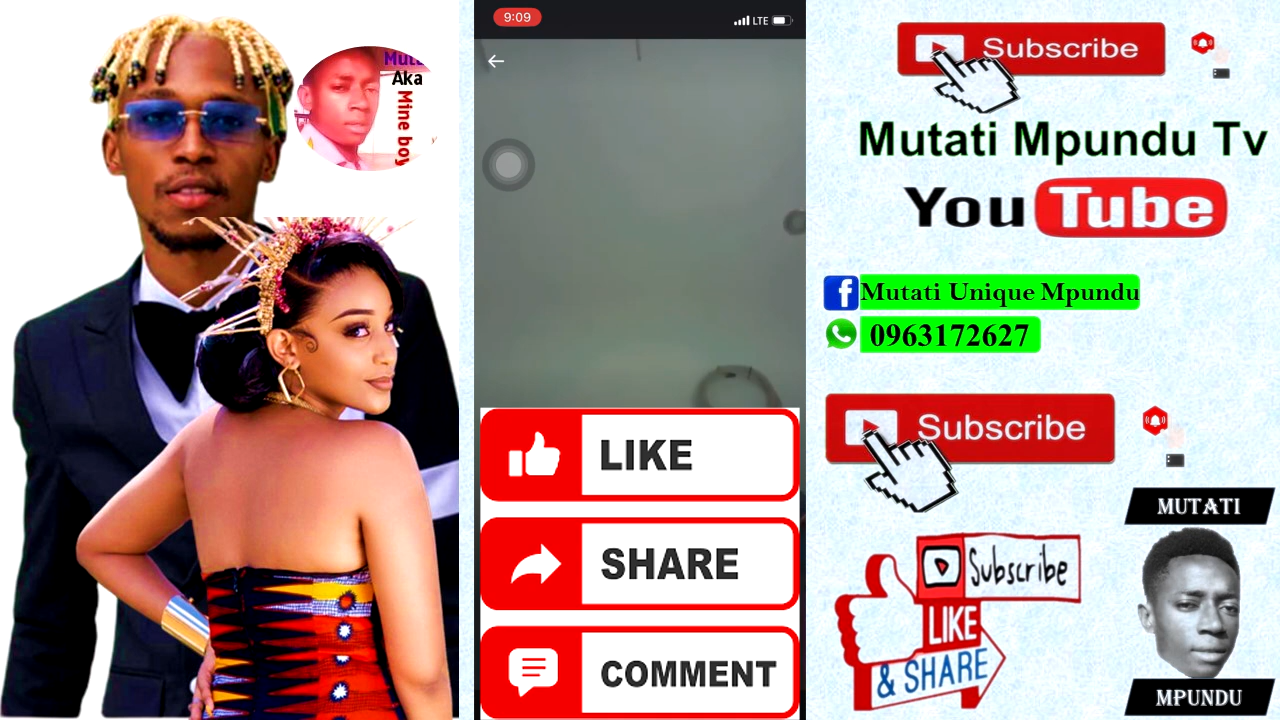 Aka
Mine boy
9:09
LTE
LIKE
SHARE
COMMENT
Subscribe
Mutati Mpundu Tv
YouTube
Mutati Unique Mpundu
0963172627
Subscribe
Subscribe
LIKE
& SHARE
MUTATI
MPUNDU